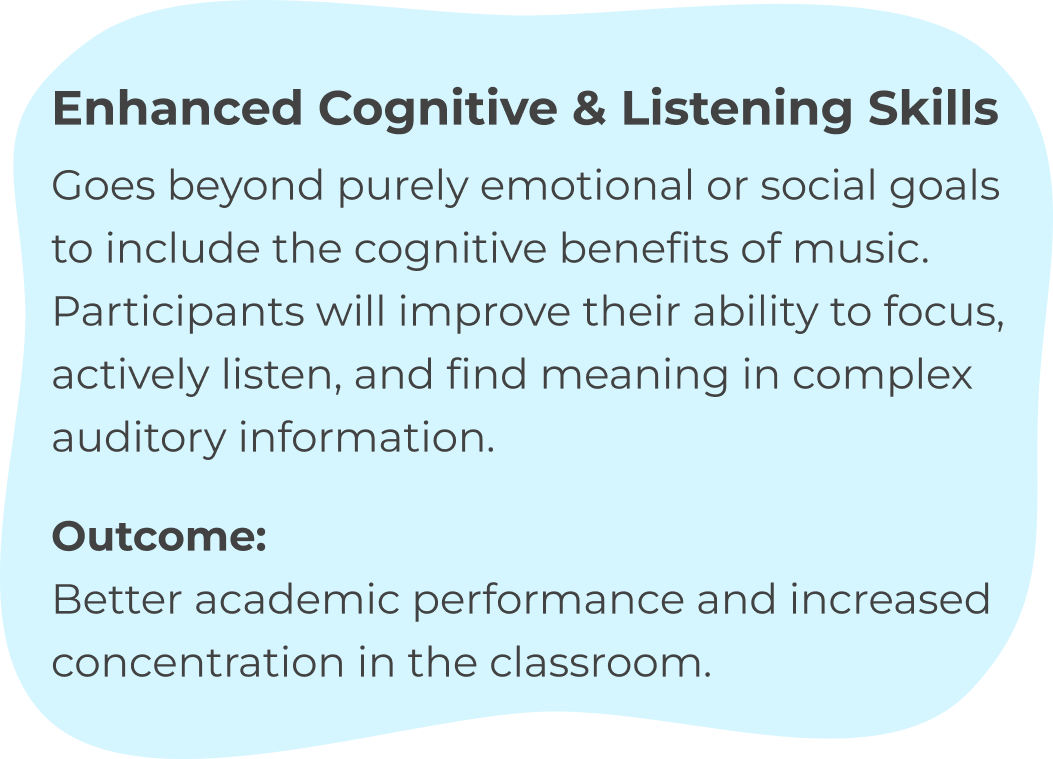 Enhanced Cognitive & Listening Skills
Goes beyond purely emotional or social goals
to include the cognitive benefits of music.
Participants will improve their ability to focus,
actively listen, and find meaning in complex
auditory information.
Outcome:
Better academic performance and increased
concentration in the classroom.